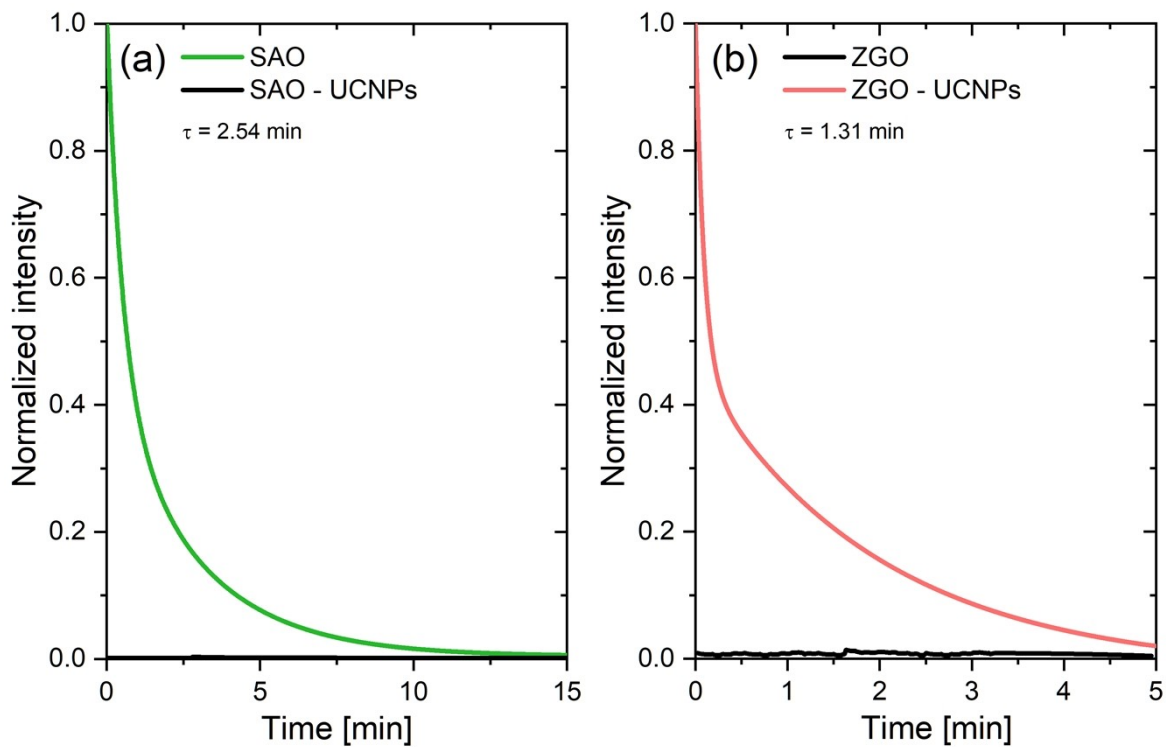 (a)
SAO
SAO - UCNPs
τ = 2.54 min
Normalized intensity
1.0
0.8
0.6
0.4
0.2
0.0
0
5
10
15
Time [min]
(b)
ZGO
ZGO - UCNPs
τ = 1.31 min
Normalized intensity
1.0
0.8
0.6
0.4
0.2
0.0
0
1
2
3
4
5
Time [min]